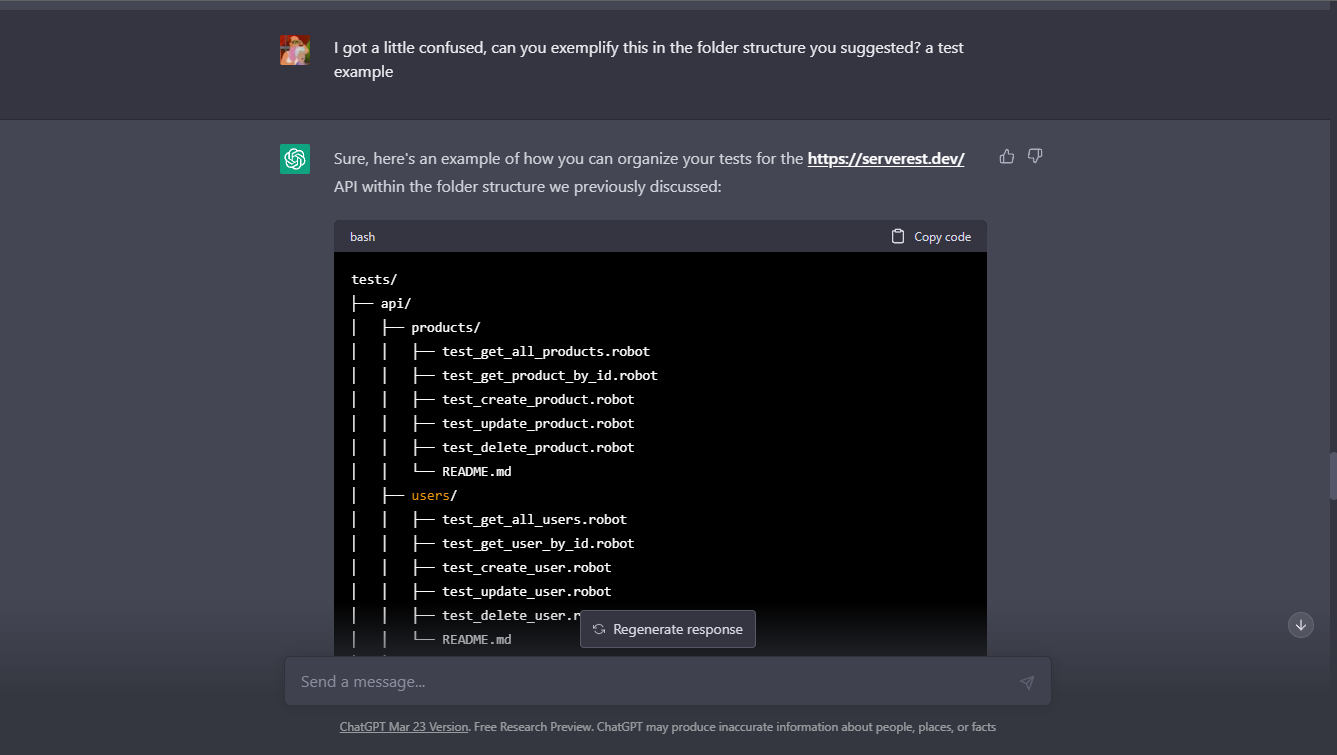 I got a little confused, can you exemplify this in the folder structure you suggested? a test
example
Sure, here's an example of how you can organize your tests for the https://serverest.dev/
API within the folder structure we previously discussed:
bash
Copy code
tests/
├── api/
│   ├── products/
│   │   ├── test_get_all_products.robot
│   │   ├── test_get_product_by_id.robot
│   │   ├── test_create_product.robot
│   │   ├── test_update_product.robot
│   │   ├── test_delete_product.robot
│   │   └── README.md
│   ├── users/
│   │   ├── test_get_all_users.robot
│   │   ├── test_get_user_by_id.robot
│   │   ├── test_create_user.robot
│   │   ├── test_update_user.robot
│   │   ├── test_delete_user.r
Regenerate response
│   │   └── README.md
Send a message...
ChatGPT Mar 23 Version. Free Research Preview. ChatGPT may produce inaccurate information about people, places, or facts